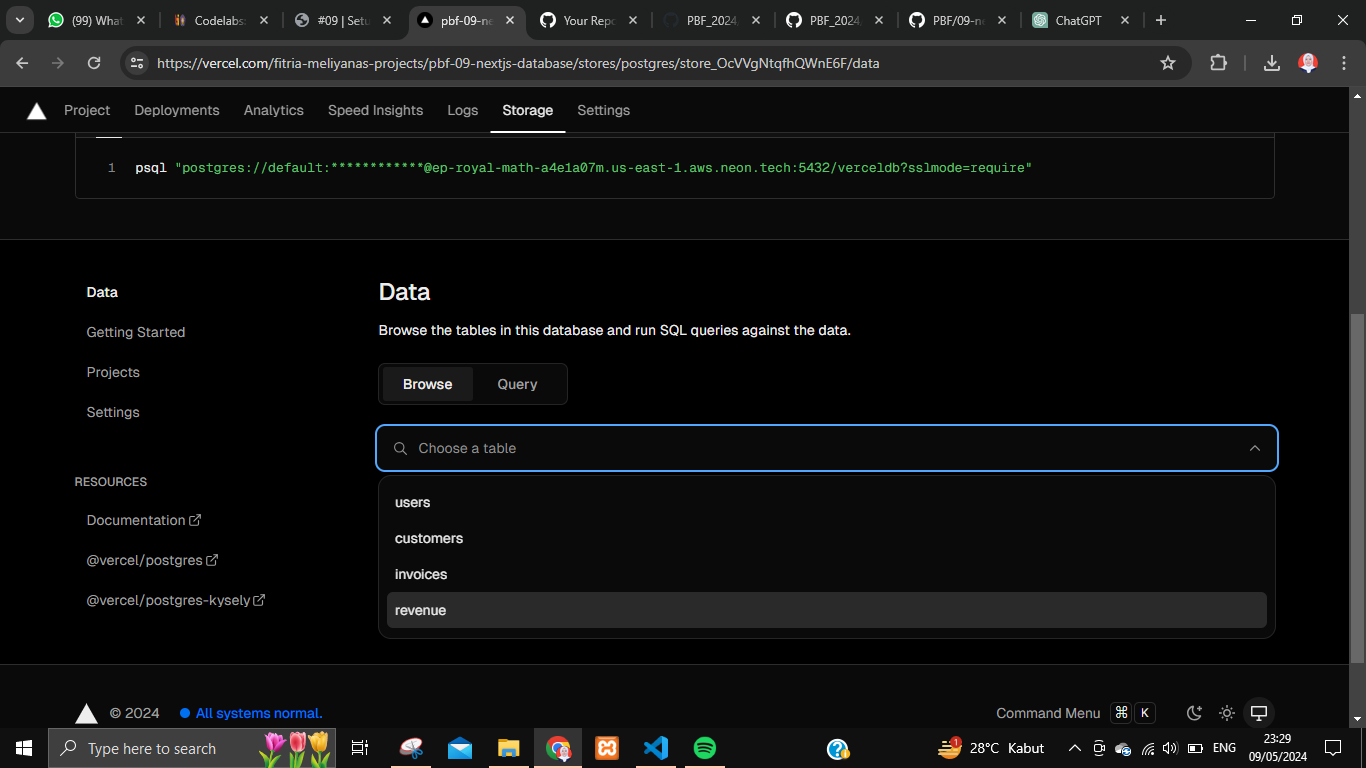 (99) What
Codelabs:
#09 | Setu
pbf-09-ne
Your Repo
PBF_2024
PBF_2024
PBF/09-ne
ChatGPT
https://vercel.com/fitria-meliyanas-projects/pbf-09-nextjs-database/stores/postgres/store_OcVVgNtqfhQWnE6F/data
Project Deployments Analytics Speed Insights Logs Storage Settings
1 psql "postgres://default:************@ep-royal-math-a4e1a07m.us-east-1.aws.neon.tech:5432/verceldb?sslmode=require"
Data
Getting Started
Projects
Settings
RESOURCES
Documentation
@vercel/postgres
@vercel/postgres-kysely
Data
Browse the tables in this database and run SQL queries against the data.
Browse Query
Choose a table
users
customers
invoices
revenue
© 2024 All systems normal.
Command Menu ⌘ K
Type here to search
1
28°C Kabut
ENG
23:29
09/05/2024